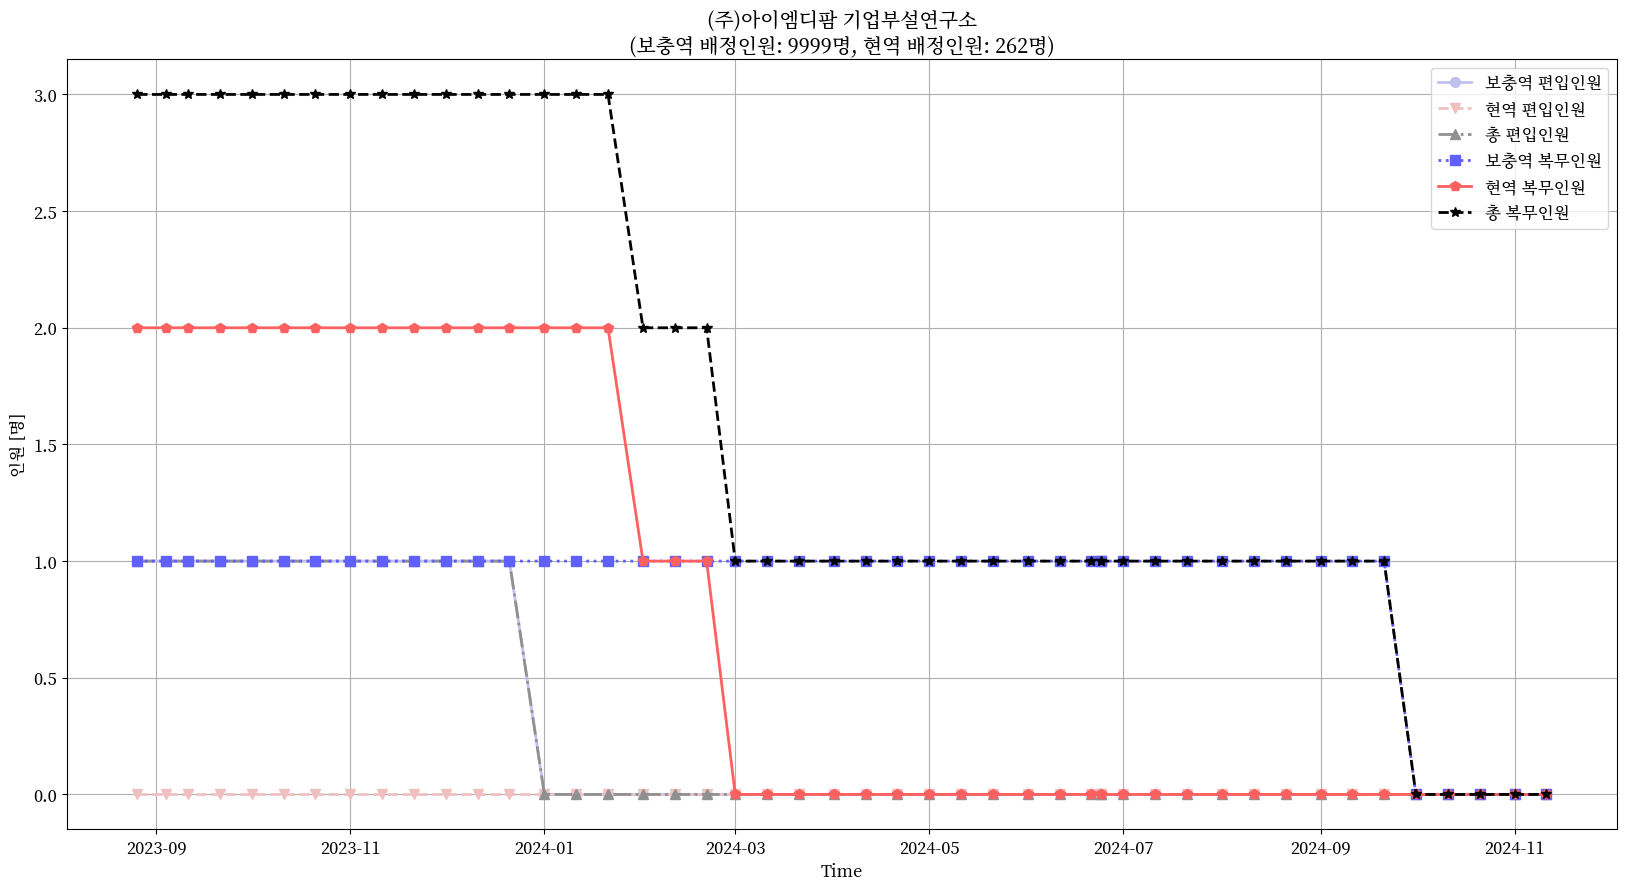 (주)아이엠디팜 기업부설연구소
(보충역 배정인원: 9999명, 현역 배정인원: 262명)
보충역 편입인원
현역 편입인원
총 편입인원
보충역 복무인원
현역 복무인원
총 복무인원
인원 [명]
3.0
2.5
2.0
1.5
1.0
0.5
0.0
2023-09
2023-11
2024-01
2024-03
2024-05
2024-07
2024-09
2024-11
Time